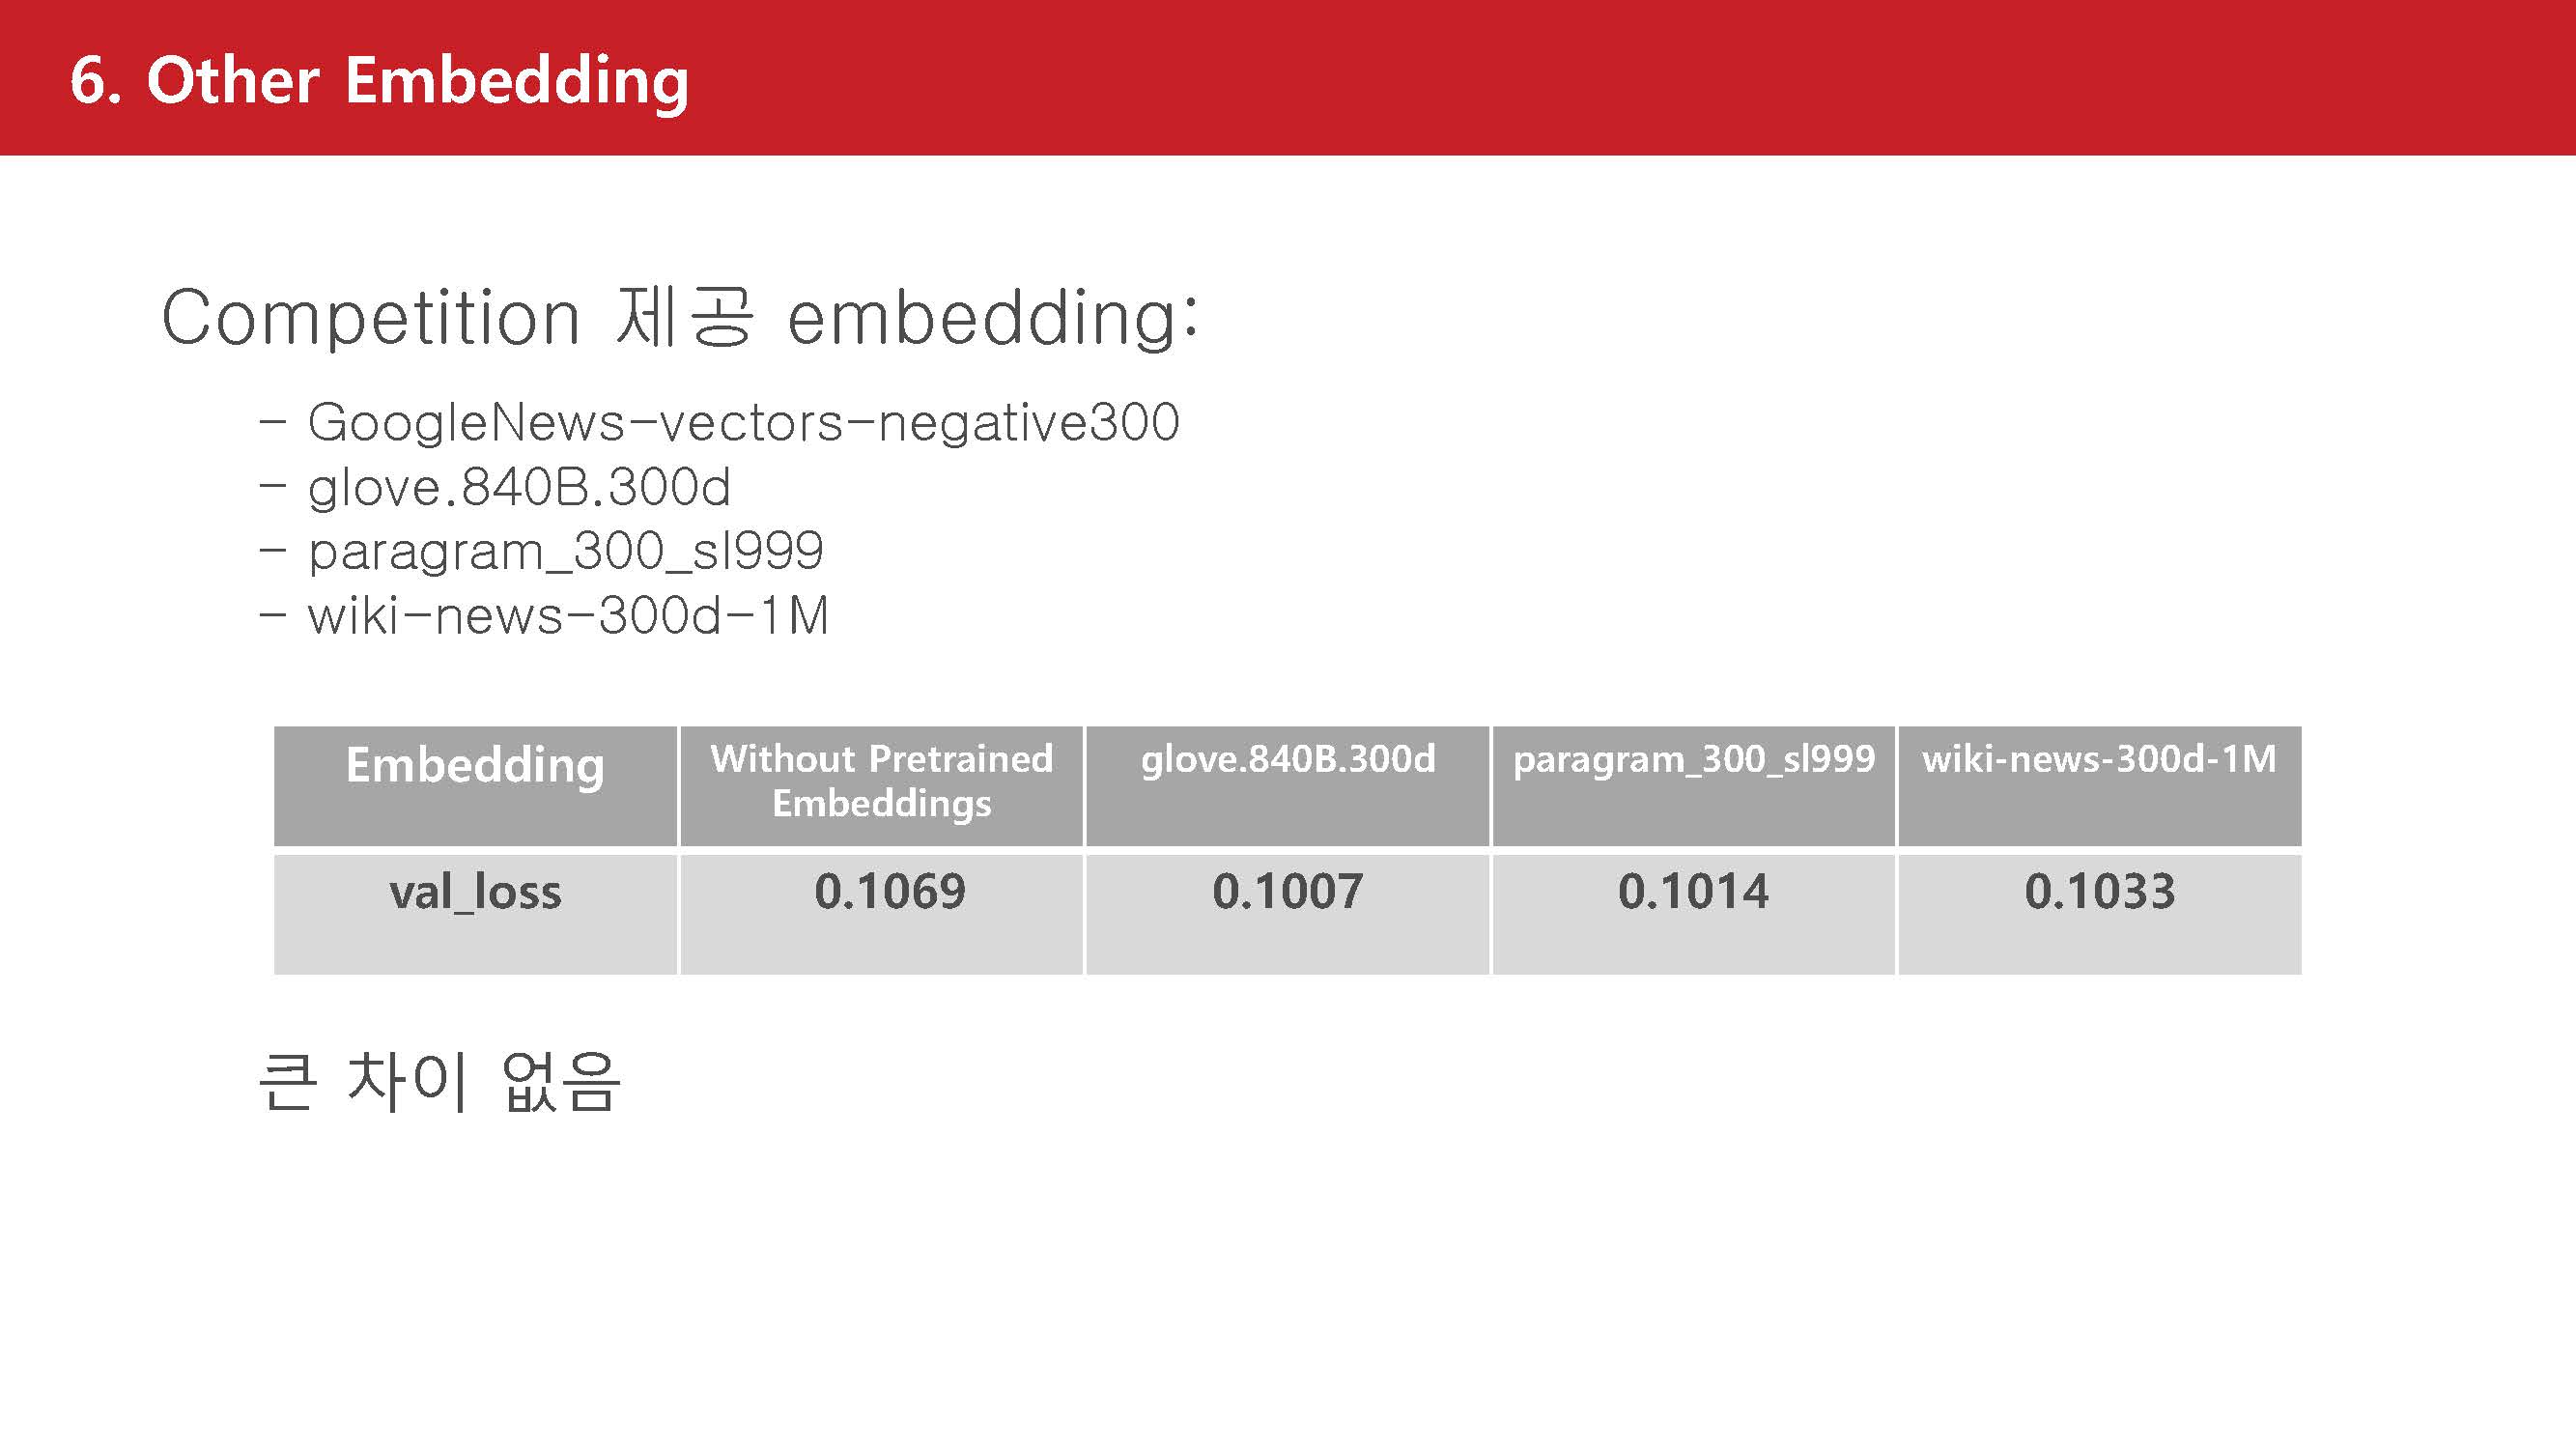 6. Other Embedding
Competition 제공 embedding:
- GoogleNews-vectors-negative300
- glove.840B.300d
- paragram_300_sl999
- wiki-news-300d-1M
Embedding Without Pretrained Embeddings glove.840B.300d paragram_300_sl999 wiki-news-300d-1M
val_loss 0.1069 0.1007 0.1014 0.1033
큰 차이 없음